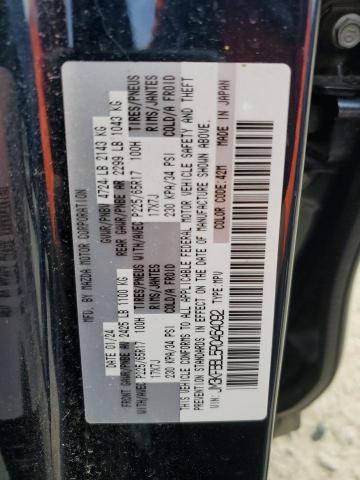 MFD. BY MAZDA MOTOR CORPORATION
DATE 01/24 GVWR/PNBV 4724 LB 2143 KG
FRONT GAWR/PNBE AV 2425 LB 1100 KG REAR GAWR/PNBE AR 2299 LB 1043 KG
WITH/AVEC P225/65R17 100H TIRES/PNEUS WITH/AVEC P225/65R17 100H TIRES/PNEUS
17X7J RIMS/JANTES 17X7J RIMS/JANTES
230 KPA/34 PSI COLD/A FROID 230 KPA/34 PSI COLD/A FROID
THIS VEHICLE CONFORMS TO ALL APPLICABLE FEDERAL MOTOR VEHICLE SAFETY AND THEFT
PREVENTION STANDARDS IN EFFECT ON THE DATE OF MANUFACTURE SHOWN ABOVE.
COLOR CODE:42M MADE IN JAPAN
TYPE:MPV